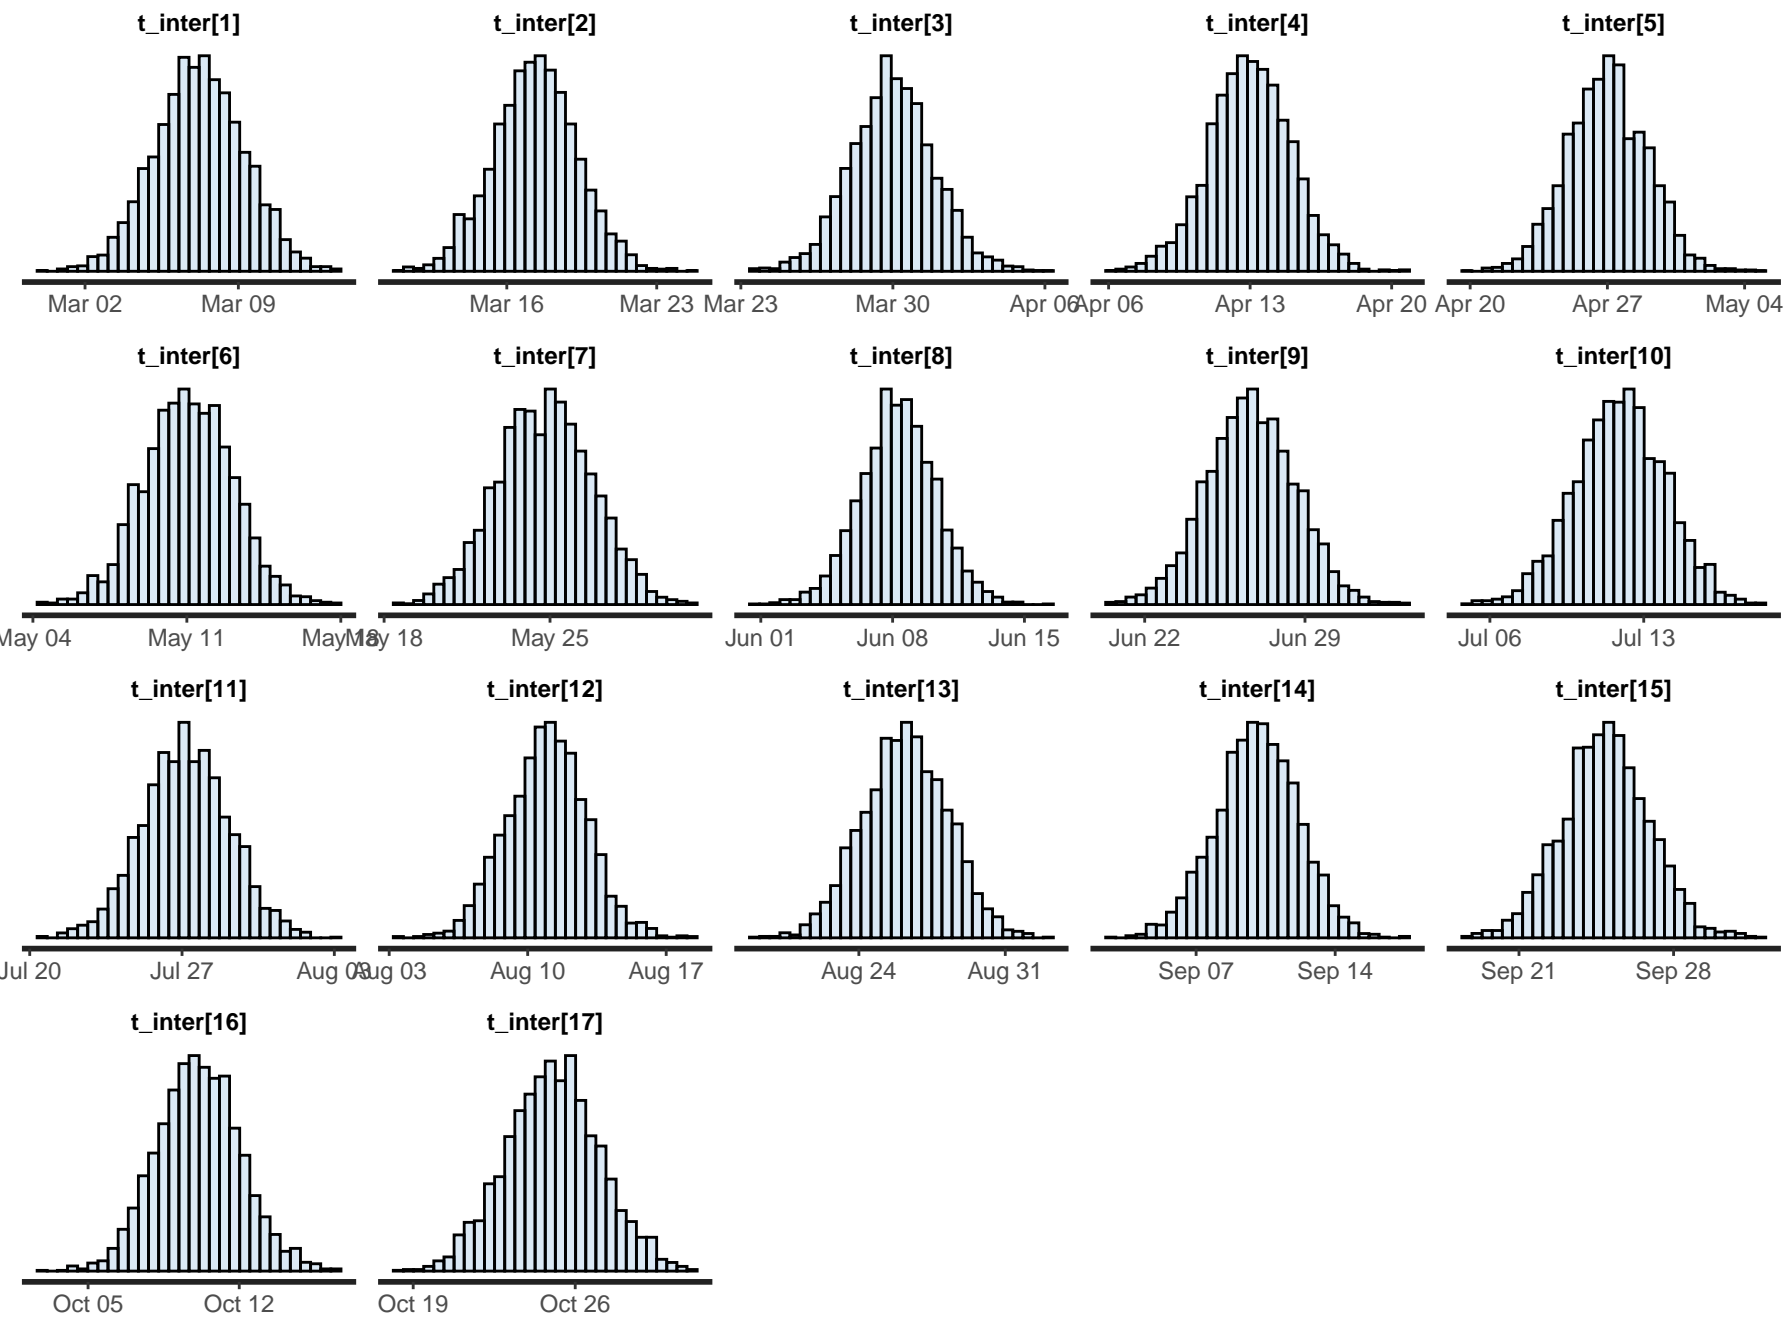 t_inter[1] t_inter[2] t_inter[3] t_inter[4] t_inter[5]
Mar 02 Mar 09 Mar 16 Mar 23 Mar 23 Mar 30 Apr 06 Apr 06 Apr 13 Apr 20 Apr 20 Apr 27 May 04
t_inter[6] t_inter[7] t_inter[8] t_inter[9] t_inter[10]
May 04 May 11 May 18 May 18 May 25 Jun 01 Jun 08 Jun 15 Jun 22 Jun 29 Jul 06 Jul 13
t_inter[11] t_inter[12] t_inter[13] t_inter[14] t_inter[15]
Jul 20 Jul 27 Aug 03 Aug 03 Aug 10 Aug 17 Aug 24 Aug 31 Sep 07 Sep 14 Sep 21 Sep 28
t_inter[16] t_inter[17]
Oct 05 Oct 12 Oct 19 Oct 26